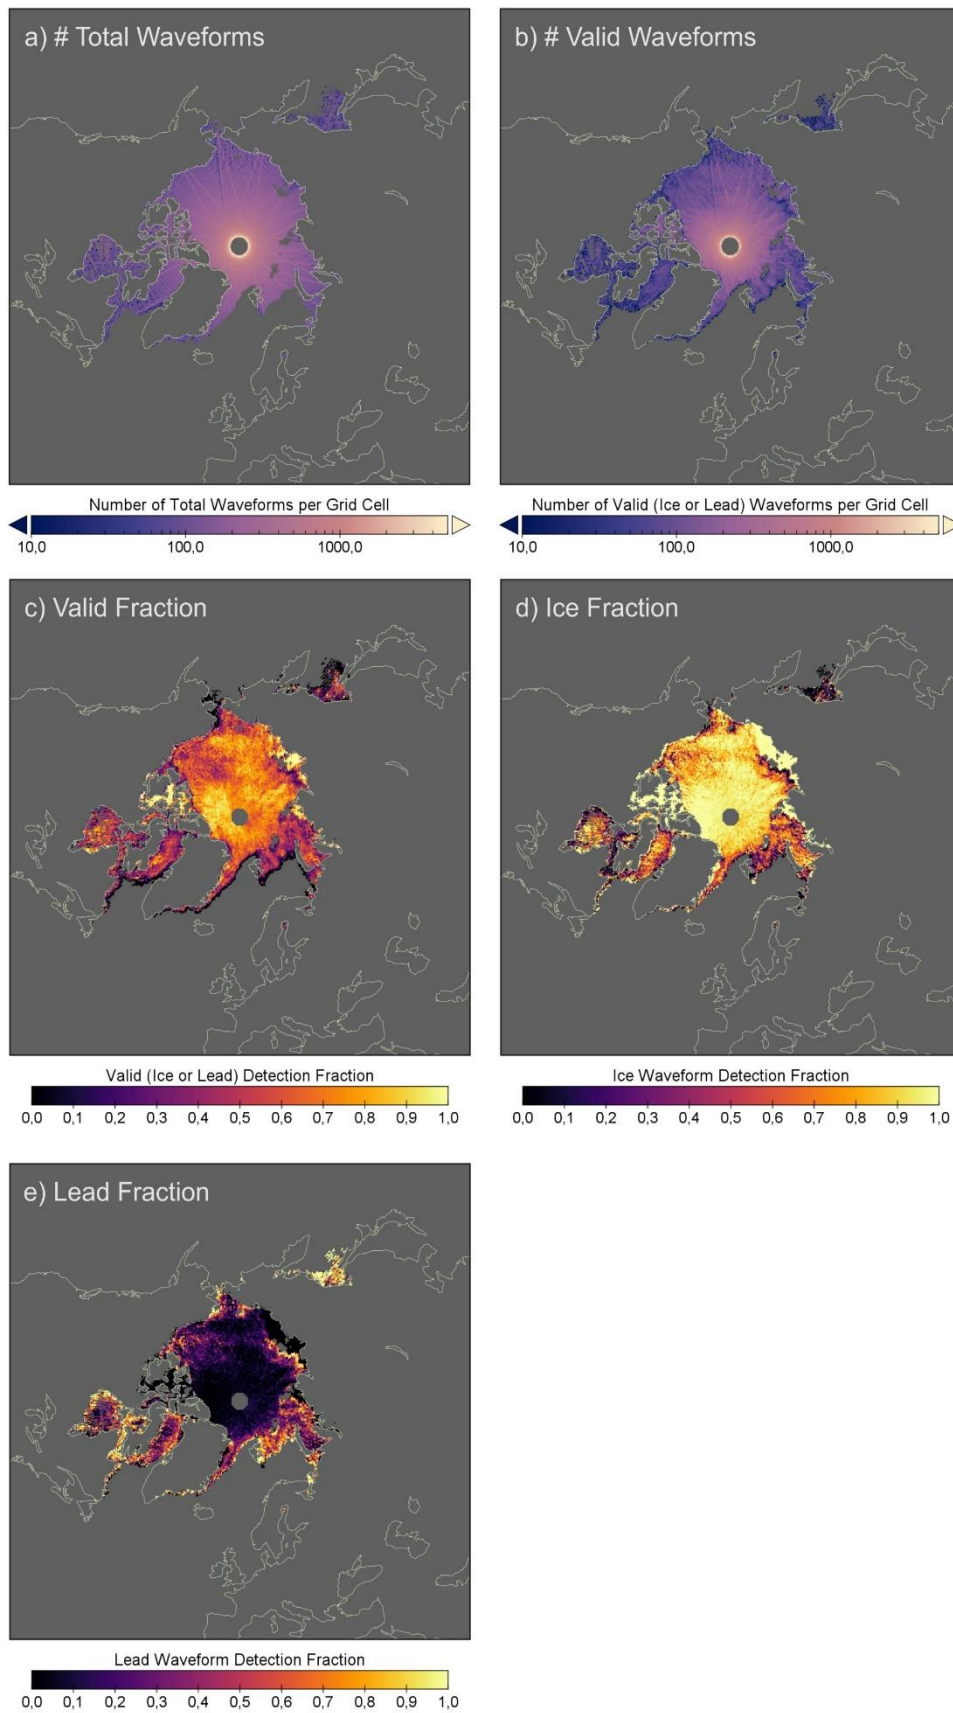 a) # Total Waveforms
b) # Valid Waveforms
Number of Total Waveforms per Grid Cell
10,0 100,0 1000,0
Number of Valid (Ice or Lead) Waveforms per Grid Cell
10,0 100,0 1000,0
c) Valid Fraction
d) Ice Fraction
Valid (Ice or Lead) Detection Fraction
0,0 0,1 0,2 0,3 0,4 0,5 0,6 0,7 0,8 0,9 1,0
Ice Waveform Detection Fraction
0,0 0,1 0,2 0,3 0,4 0,5 0,6 0,7 0,8 0,9 1,0
e) Lead Fraction
Lead Waveform Detection Fraction
0,0 0,1 0,2 0,3 0,4 0,5 0,6 0,7 0,8 0,9 1,0